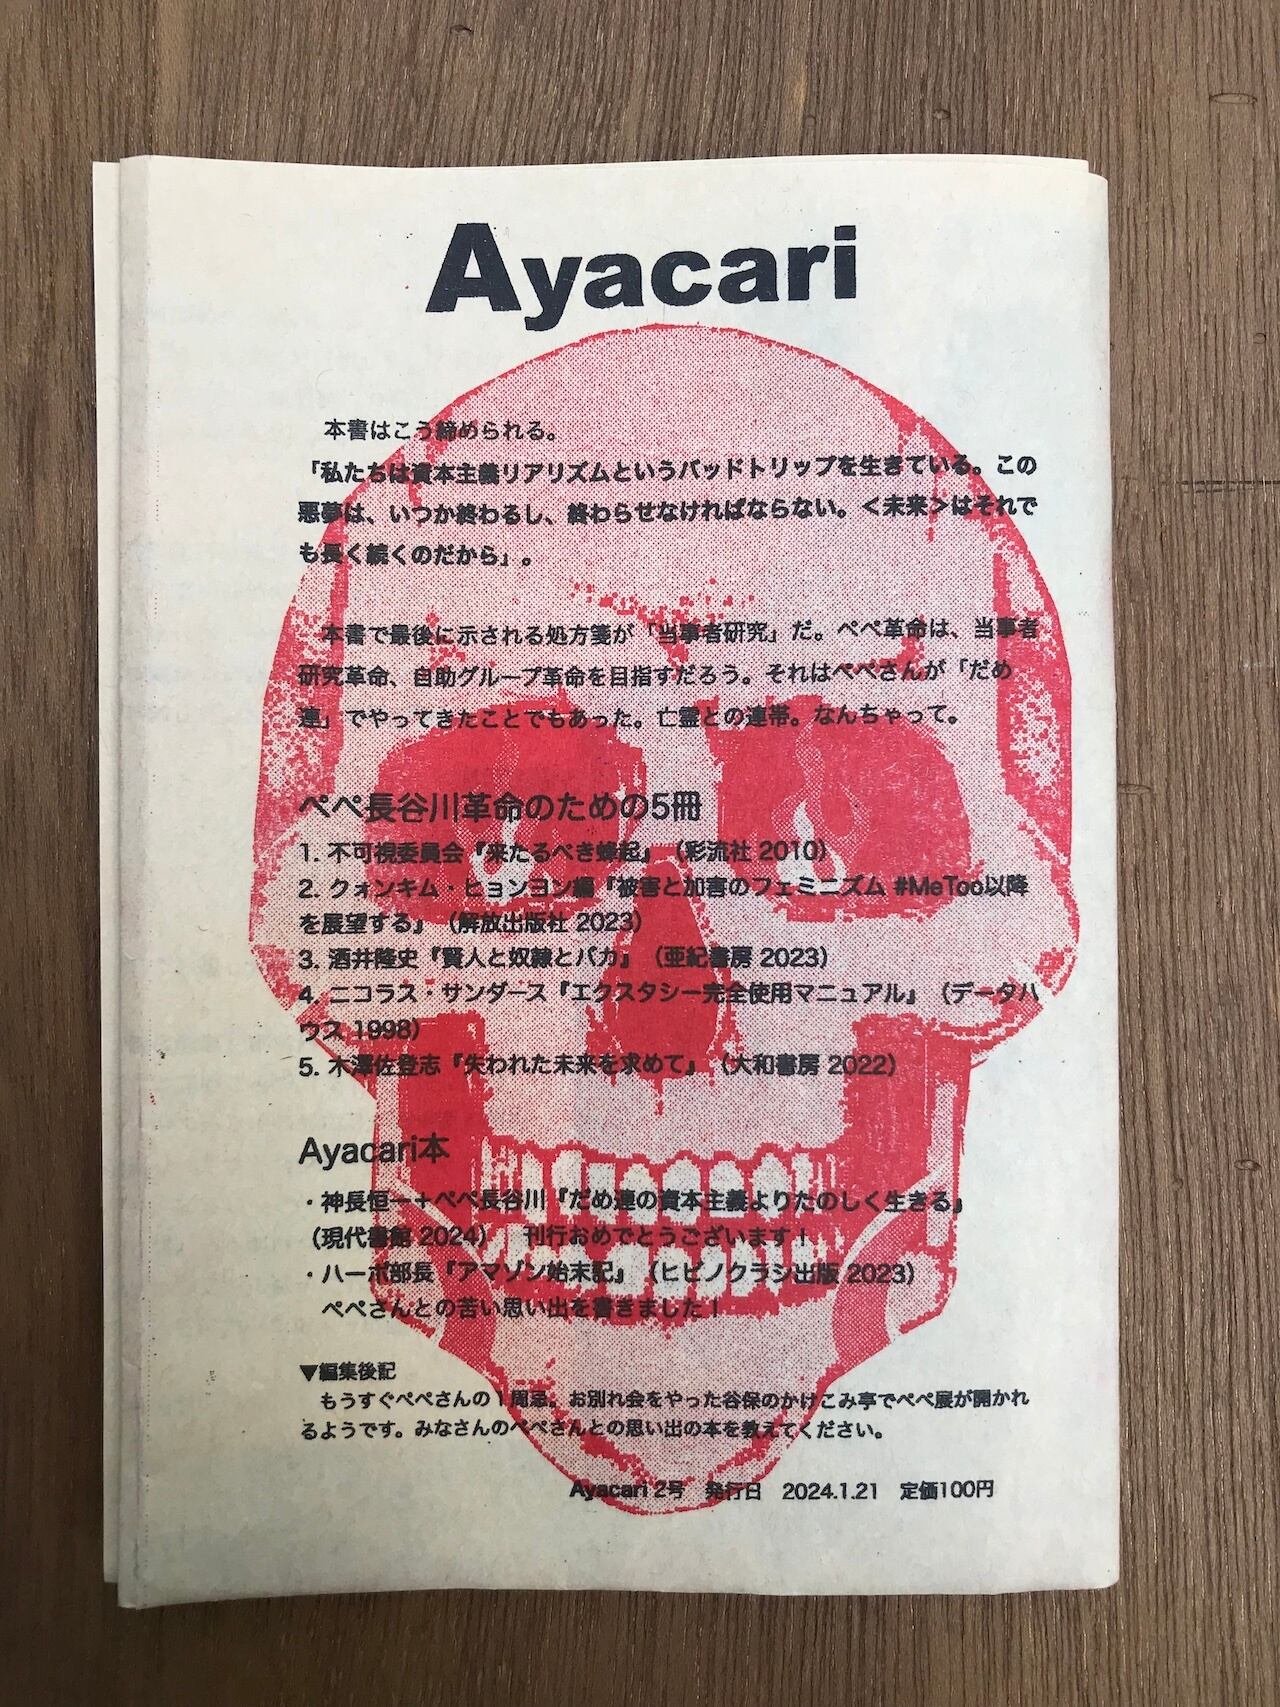 Ayacari
本書はこう締められる。
「私たちは資本主義リアリズムというバッドトリップを生きている。この
悪夢は、いつか終わるし、終わらせなければならない。＜未来＞はそれで
も長く続くのだから」。
本書で最後に示される処方箋が「当事者研究」だ。ペペ革命は、当事者
研究革命、自助グループ革命を目指すだろう。それはペペさんが「だめ
連」でやってきたことでもあった。亡霊との連帯。なんちゃって。
ペペ長谷川革命のための5冊
1. 不可視委員会『来たるべき蜂起』（彩流社 2010）
2. クォンキム・ヒョンヨン編『被害と加害のフェミニズム #MeToo以降
を展望する』（解放出版社 2023）
3. 酒井隆史『賢人と奴隷とバカ』（亜紀書房 2023）
4. ニコラス・サンダース『エクスタシー完全使用マニュアル』（データハ
ウス 1998）
5. 木澤佐登志『失われた未来を求めて』（大和書房 2022）
Ayacari本
・神長恒一＋ペペ長谷川『だめ連の資本主義よりたのしく生きる』
（現代書館 2024）　刊行おめでとうございます！
・ハーポ部長『アマゾン始末記』（ヒビノクラシ出版 2023）
ペペさんとの苦い思い出を書きました！
▼編集後記
もうすぐペペさんの1周忌。お別れ会をやった谷保のかけこみ亭でペペ展が開かれ
るようです。みなさんのペペさんとの思い出の本を教えてください。
Ayacari 2号　発行日　2024.1.21　定価100円